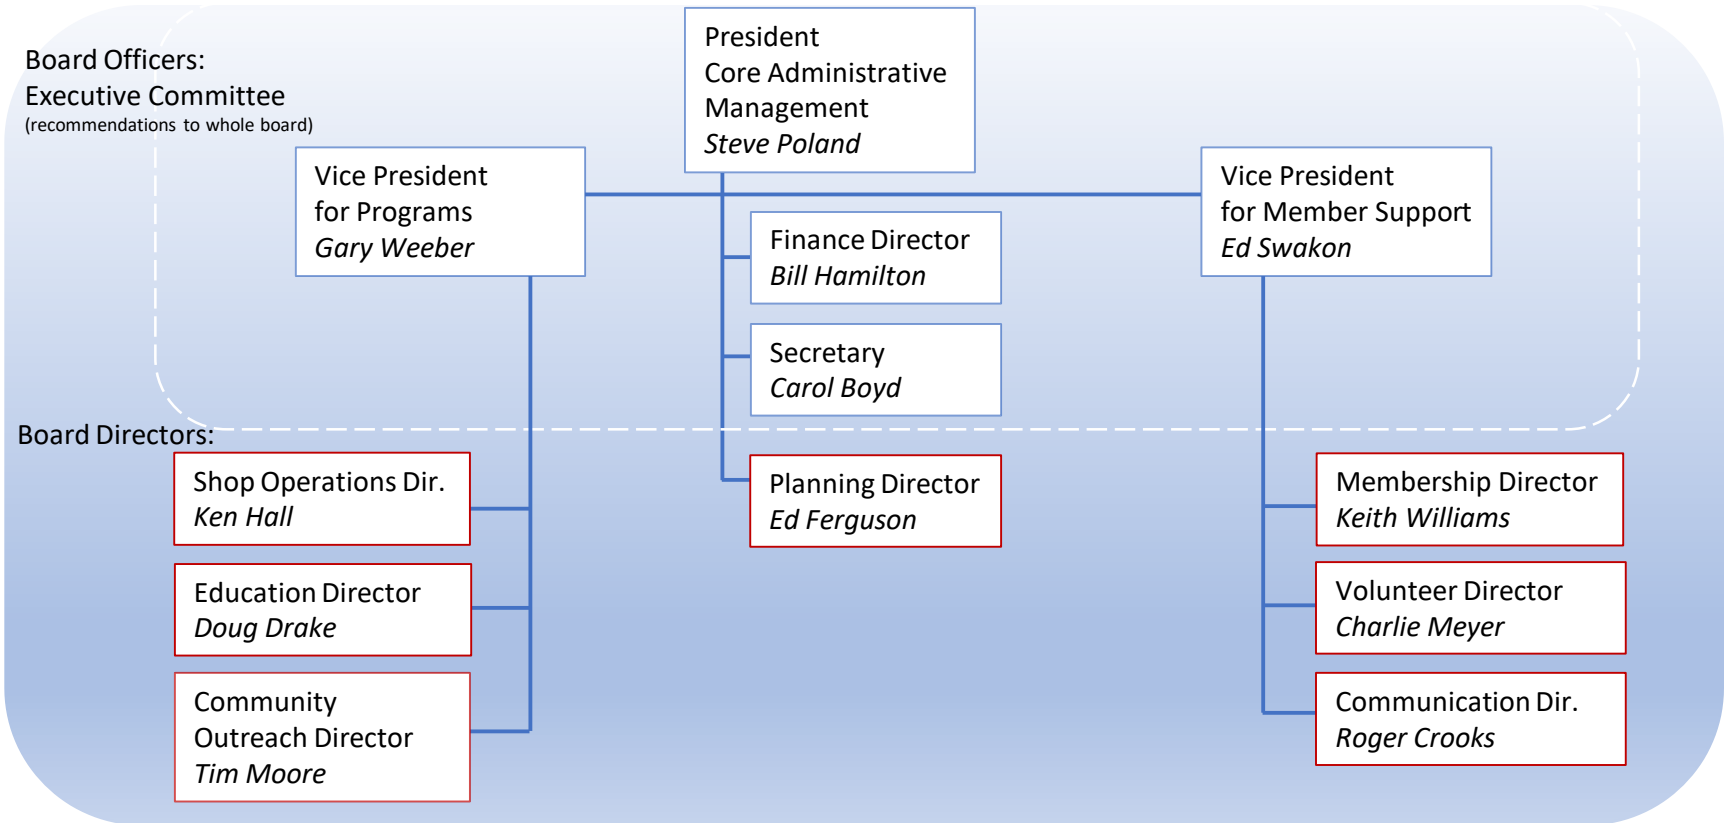 Board Officers:
Executive Committee
(recommendations to whole board)
President
Core Administrative
Management
Steve Poland
Vice President
for Programs
Gary Weeber
Vice President
for Member Support
Ed Swakon
Finance Director
Bill Hamilton
Secretary
Carol Boyd
Board Directors:
Shop Operations Dir.
Ken Hall
Education Director
Doug Drake
Community
Outreach Director
Tim Moore
Planning Director
Ed Ferguson
Membership Director
Keith Williams
Volunteer Director
Charlie Meyer
Communication Dir.
Roger Crooks